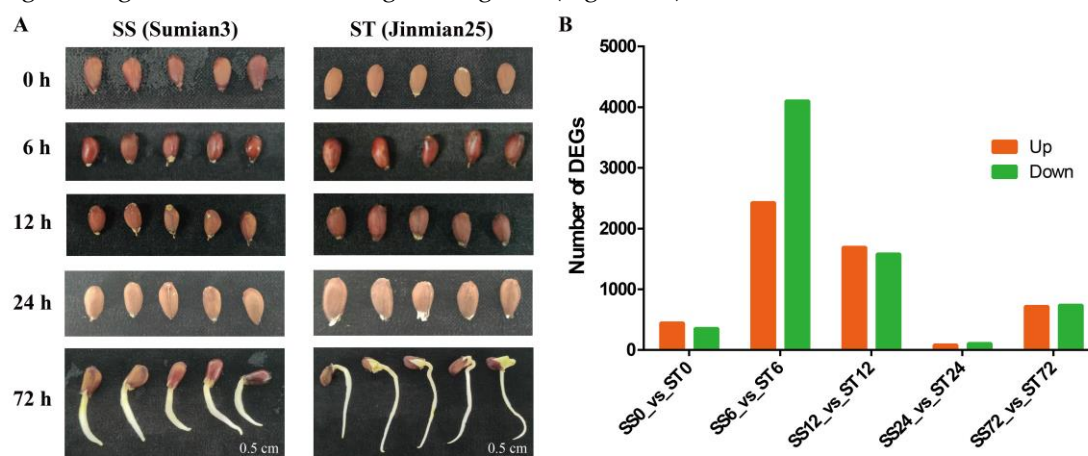 A
SS (Sumian3)
ST (Jinmian25)
0 h
6 h
12 h
24 h
72 h
0.5 cm
0.5 cm
B
Number of DEGs
5000
4000
3000
2000
1000
0
Up
Down
SS0_vs_ST0
SS6_vs_ST6
SS12_vs_ST12
SS24_vs_ST24
SS72_vs_ST72